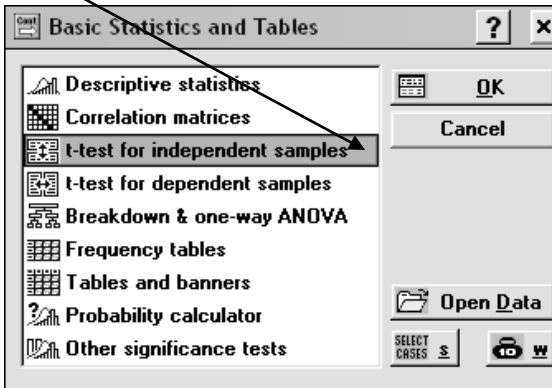 Cont Basic Statistics and Tables ? x
Descriptive statistics
Correlation matrices
t-test for independent samples
t-test for dependent samples
Breakdown & one-way ANOVA
Frequency tables
Tables and banners
Probability calculator
Other significance tests
OK
Cancel
Open Data
SELECT CASES S
W